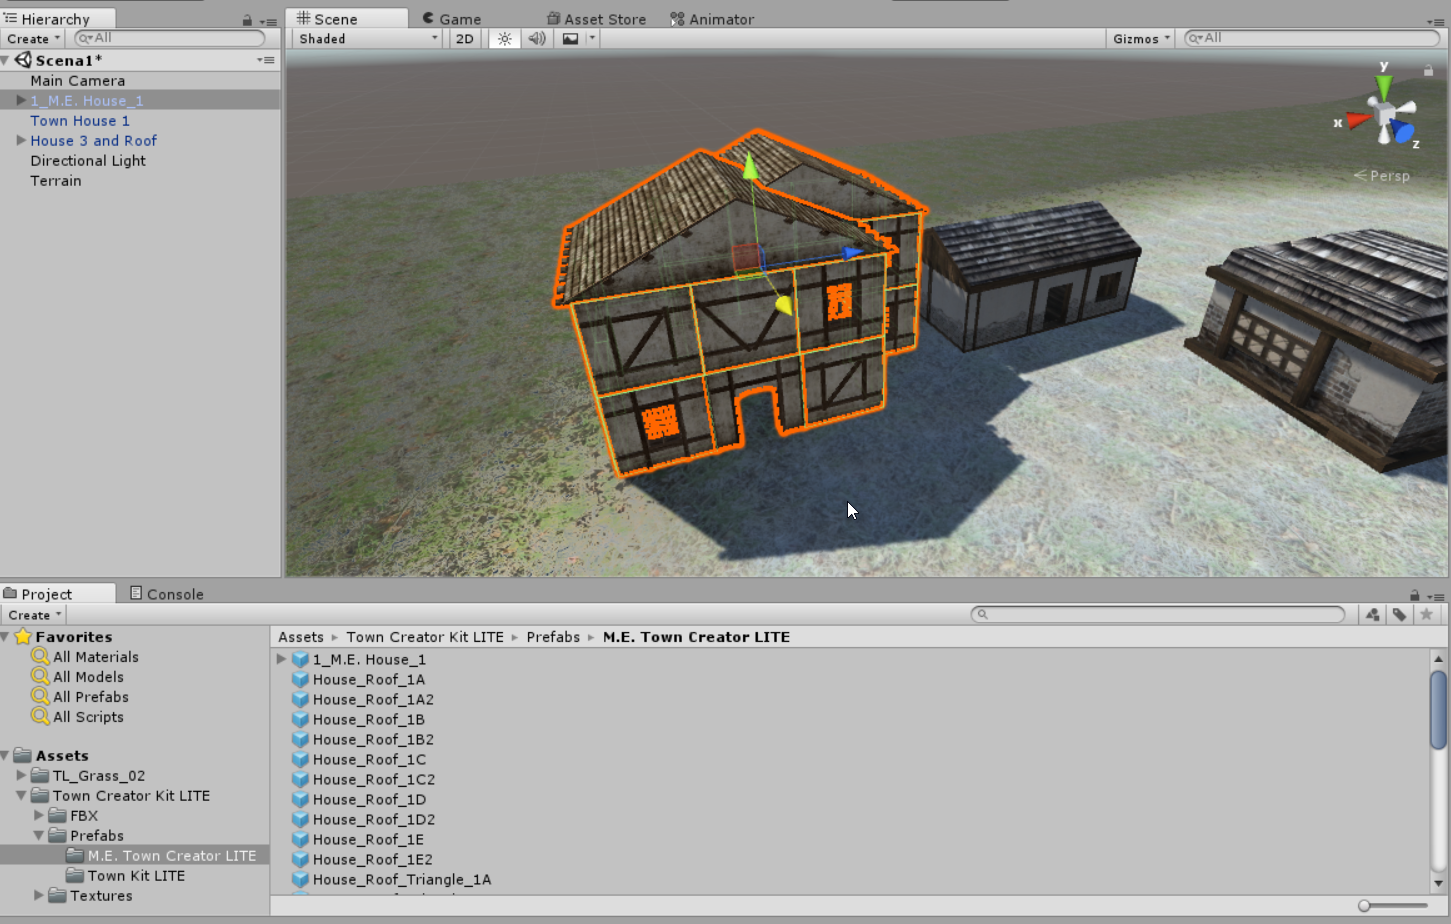 Hierarchy
Create All
Scena1*
Main Camera
1_M.E. House_1
Town House 1
House 3 and Roof
Directional Light
Terrain
Scene Game Asset Store Animator
Shaded 2D Gizmos All
y
x
z
Persp
Project Console
Create
Favorites
All Materials
All Models
All Prefabs
All Scripts
Assets
TL_Grass_02
Town Creator Kit LITE
FBX
Prefabs
M.E. Town Creator LITE
Town Kit LITE
Textures
Assets Town Creator Kit LITE Prefabs M.E. Town Creator LITE
1_M.E. House_1
House_Roof_1A
House_Roof_1A2
House_Roof_1B
House_Roof_1B2
House_Roof_1C
House_Roof_1C2
House_Roof_1D
House_Roof_1D2
House_Roof_1E
House_Roof_1E2
House_Roof_Triangle_1A